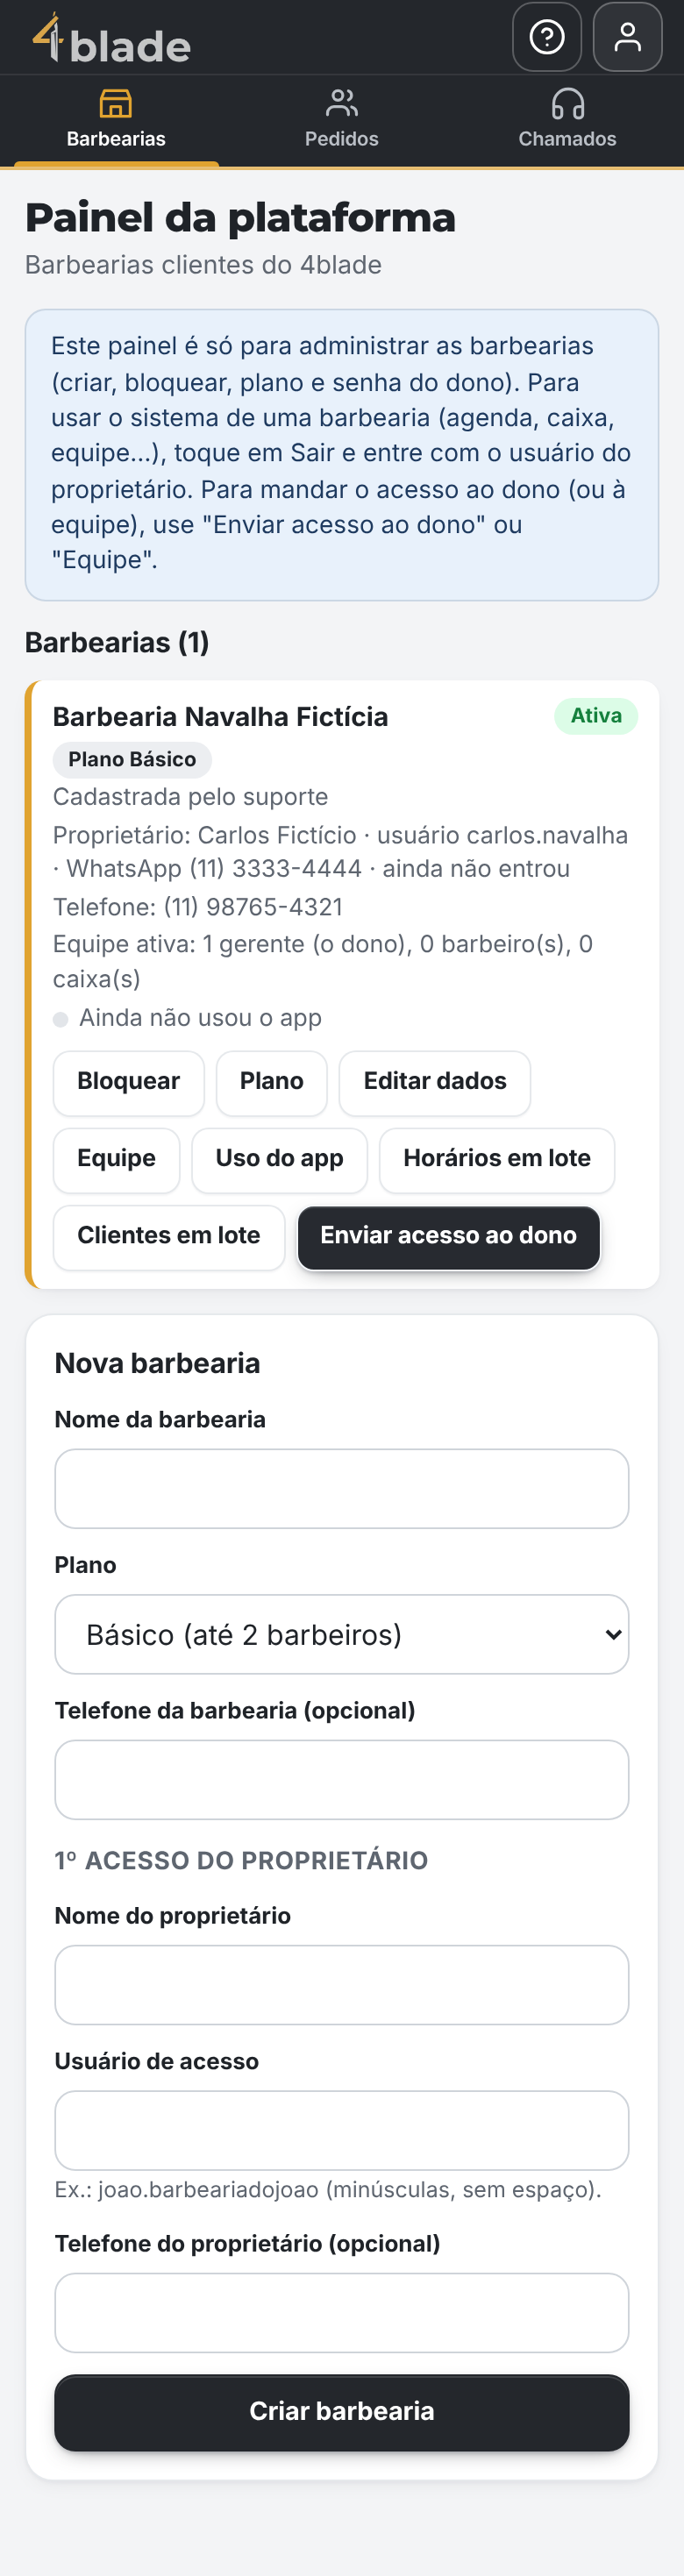 4blade
Barbearias
Pedidos
Chamados
Painel da plataforma
Barbearias clientes do 4blade
Este painel é só para administrar as barbearias
(criar, bloquear, plano e senha do dono). Para
usar o sistema de uma barbearia (agenda, caixa,
equipe...), toque em Sair e entre com o usuário do
proprietário. Para mandar o acesso ao dono (ou à
equipe), use "Enviar acesso ao dono" ou
"Equipe".
Barbearias (1)
Barbearia Navalha Fictícia
Ativa
Plano Básico
Cadastrada pelo suporte
Proprietário: Carlos Fictício · usuário carlos.navalha
· WhatsApp (11) 3333-4444 · ainda não entrou
Telefone: (11) 98765-4321
Equipe ativa: 1 gerente (o dono), 0 barbeiro(s), 0
caixa(s)
Ainda não usou o app
Bloquear
Plano
Editar dados
Equipe
Uso do app
Horários em lote
Clientes em lote
Enviar acesso ao dono
Nova barbearia
Nome da barbearia
Plano
Básico (até 2 barbeiros)
Telefone da barbearia (opcional)
1º ACESSO DO PROPRIETÁRIO
Nome do proprietário
Usuário de acesso
Ex.: joao.barbeariadojoao (minúsculas, sem espaço).
Telefone do proprietário (opcional)
Criar barbearia